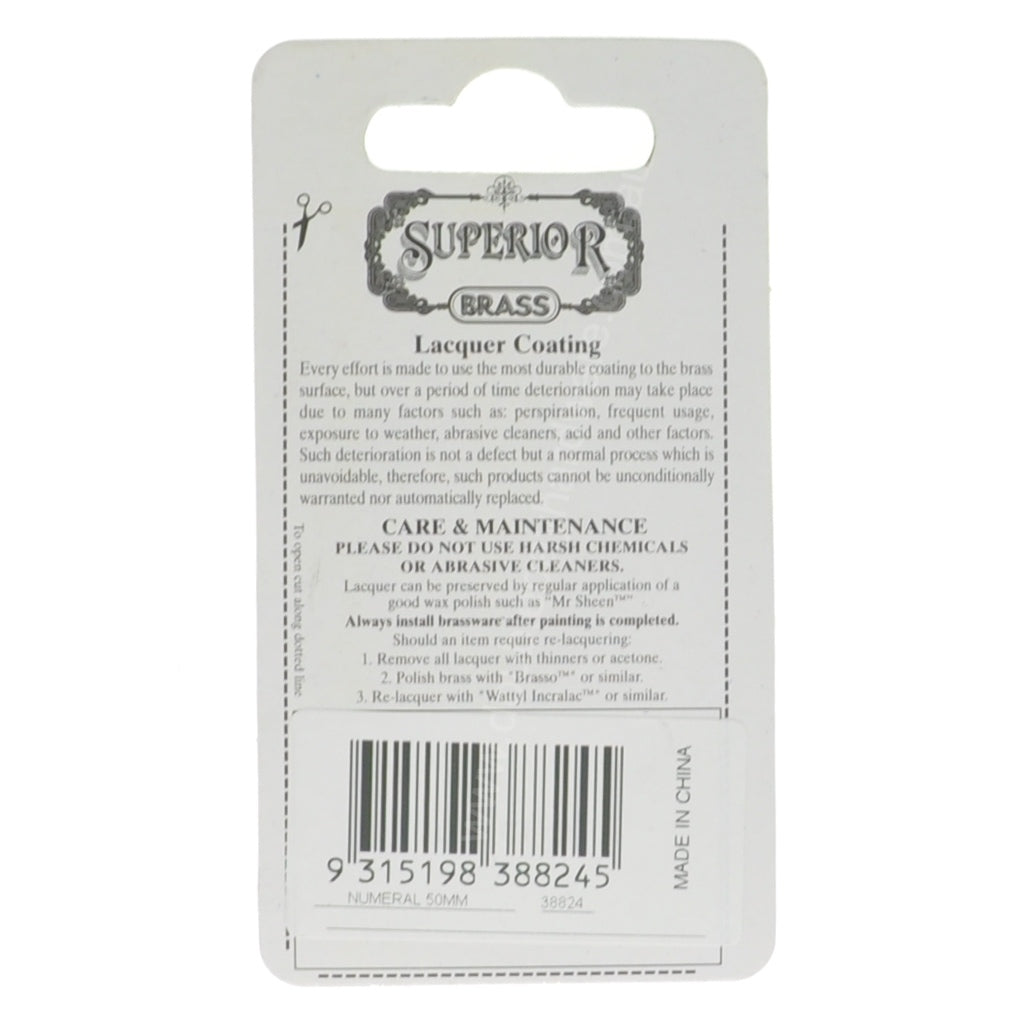 SUPERIOR
BRASS
Lacquer Coating
Every effort is made to use the most durable coating to the brass
surface, but over a period of time deterioration may take place
due to many factors such as: perspiration, frequent usage,
exposure to weather, abrasive cleaners, acid and other factors.
Such deterioration is not a defect but a normal process which is
unavoidable, therefore, such products cannot be unconditionally
warranted nor automatically replaced.
CARE & MAINTENANCE
PLEASE DO NOT USE HARSH CHEMICALS
OR ABRASIVE CLEANERS.
Lacquer can be preserved by regular application of a
good wax polish such as "Mr Sheen™"
Always install brassware after painting is completed.
Should an item require re-lacquering:
1. Remove all lacquer with thinners or acetone.
2. Polish brass with "Brasso™" or similar.
3. Re-lacquer with "Wattyl Incralac™" or similar.
To open cut along dotted line
9 315198 388245
NUMERAL 50MM 38824
MADE IN CHINA